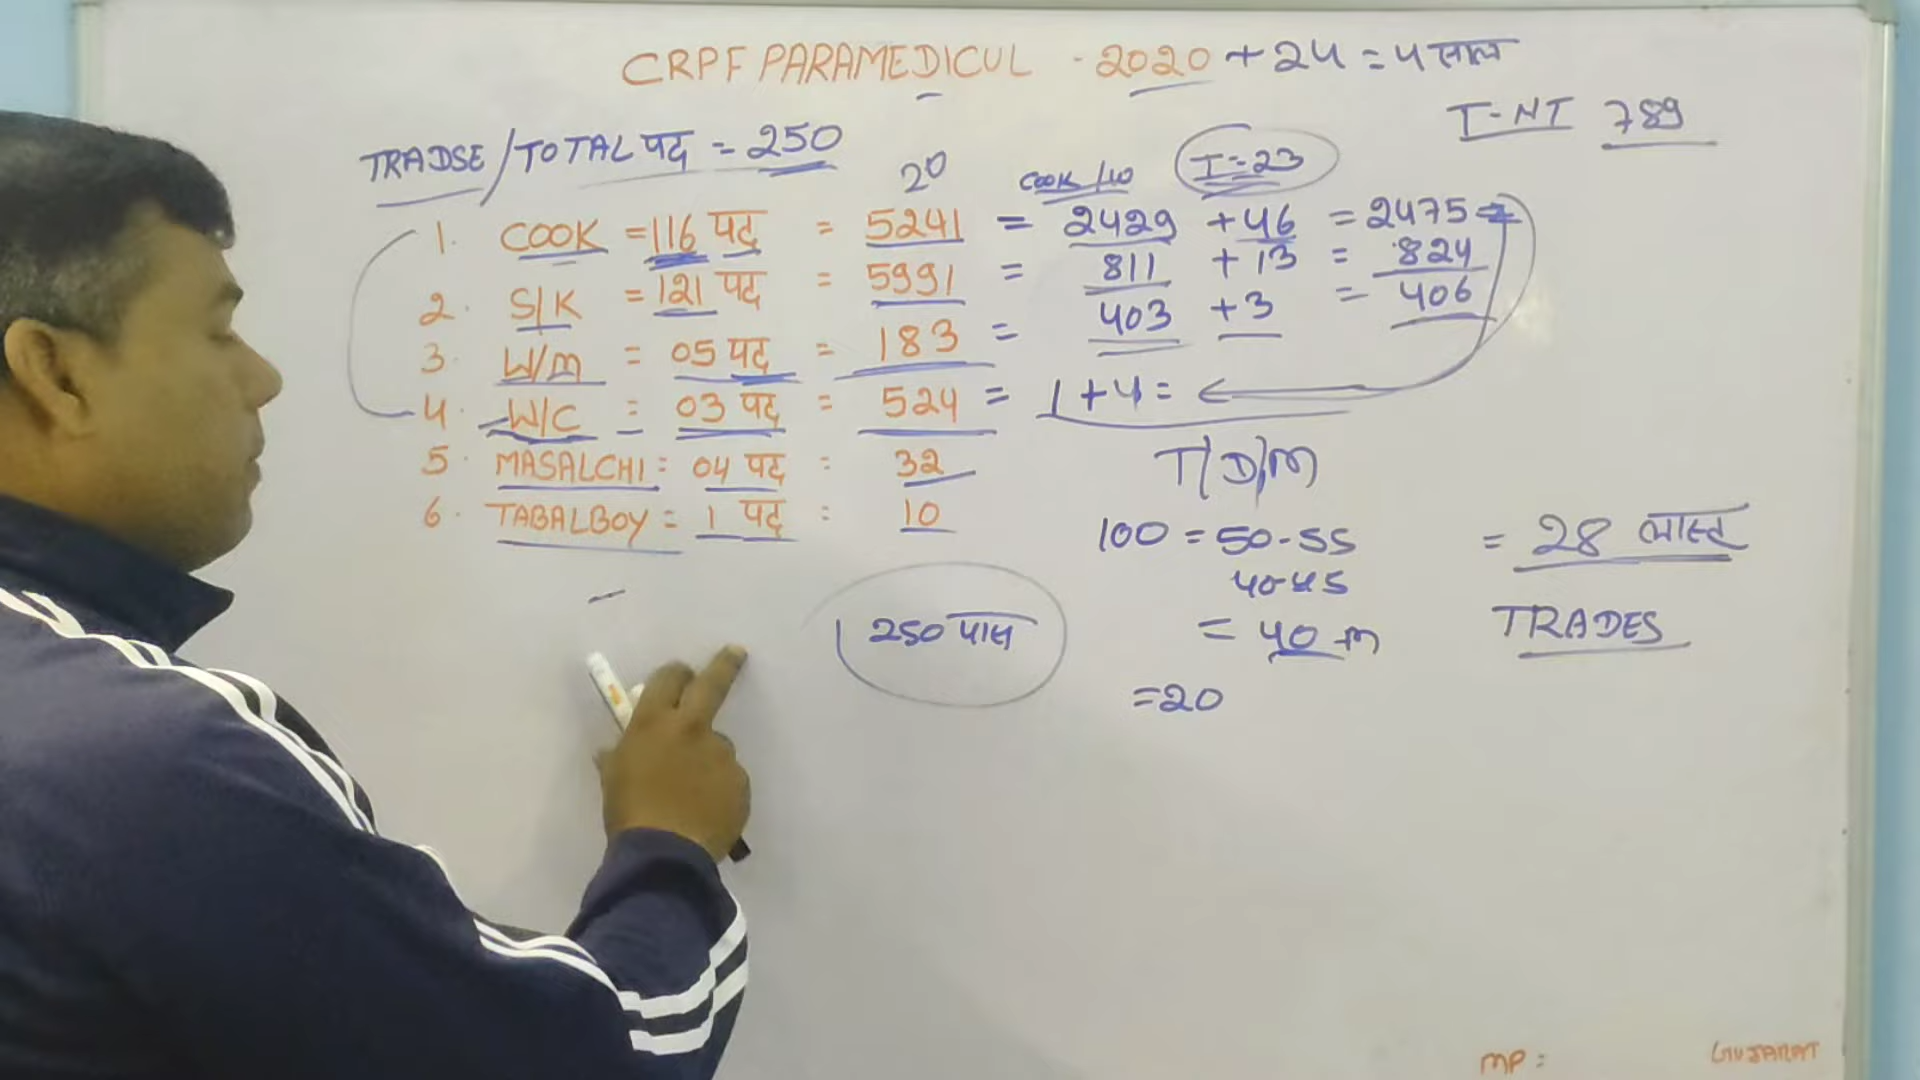 CRPF PARAMEDICUL - 2020 + 24 = 4 साल
T-NT 789
TRADSE / TOTAL पद = 250
20 COOK / W T-23
1. COOK = 116 पद = 5241 = 2429 + 46 = 2475 =
2. S/K = 121 पद = 5991 = 811 + 13 = 824
3. W/M = 05 पद = 183 = 403 + 3 = 406
4. W/C = 03 पद = 524 = 1 + 4 =
5. MASALCHI = 04 पद = 32
6. TABALBOY = 1 पद = 10
T/D/M
100 = 50-55 = 28 मार्च
40-45
250 पास = 40 m TRADES
= 20
MP = GUJARAT